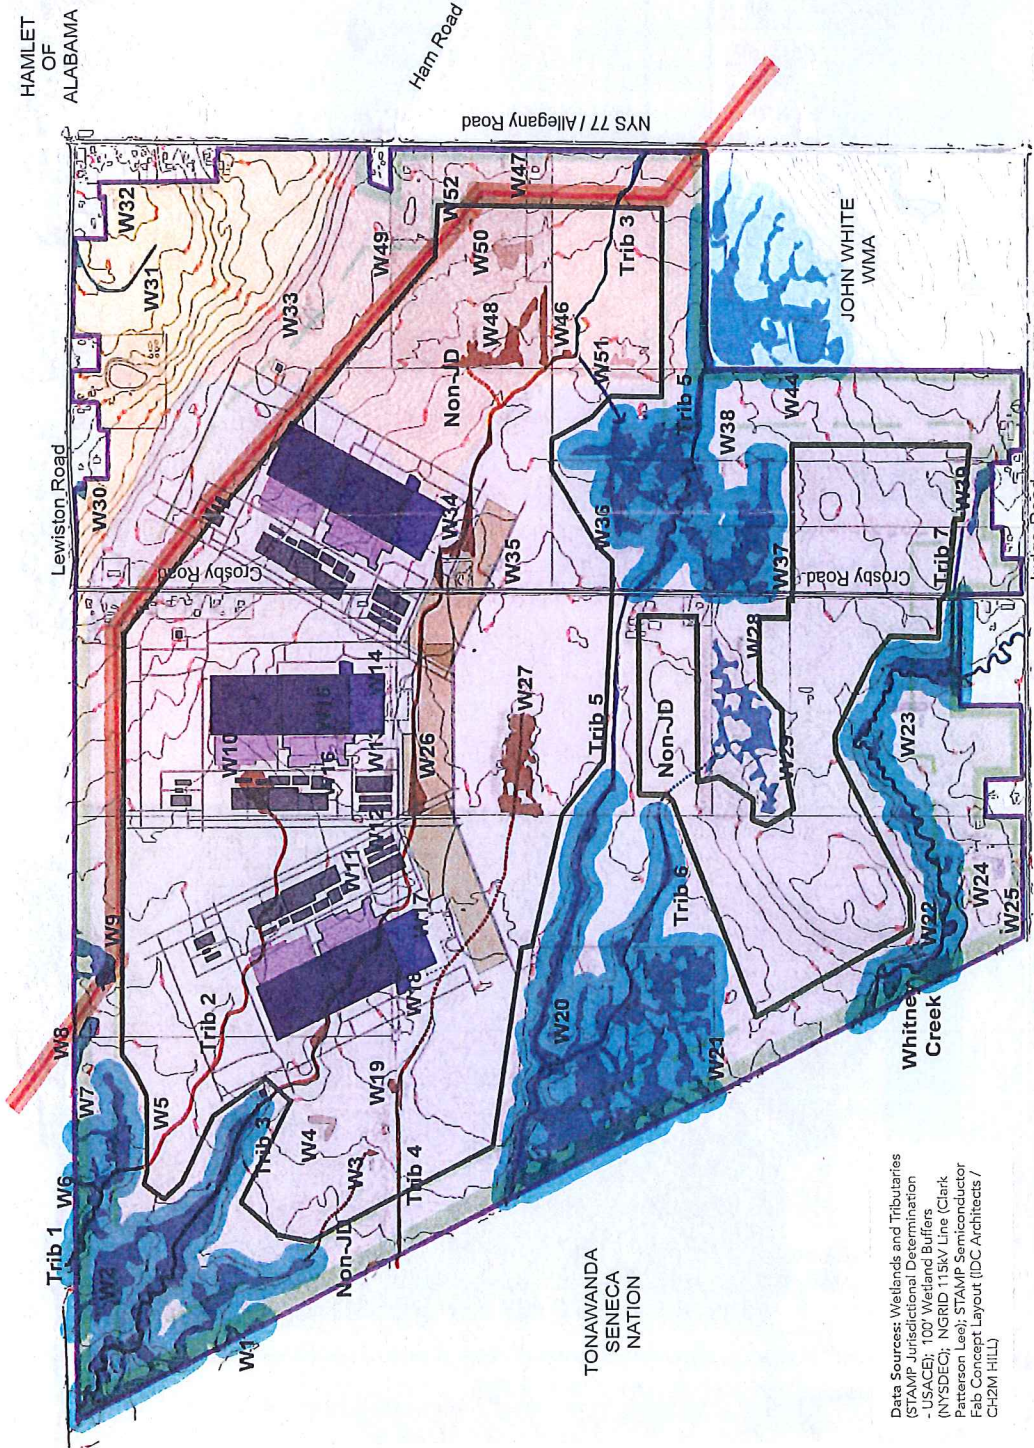 HAMLET
OF
ALABAMA
Ham Road
NYS 77 / Allegany Road
Lewiston Road
W32
W31
W30
W33
W49
W52
W47
W50
W48
W46
Trib 3
Non-JD
W51
JOHN WHITE
WMA
Trib 5
W38
W44
W36
W37
W34
W35
Crosby Road
Crosby Road
Trib 7
W29
W28
W14
W15
W10
W16
W13
W26
W27
Trib 5
Non-JD
W23
W12
W11
W17
W18
Trib 6
W24
W25
W22
W9
W8
Trib 2
W20
W21
Whitney
Creek
W7
W5
W6
W19
Trib 3
W4
W3
Trib 4
Trib 1
W2
Non-JD
W1
TONAWANDA
SENECA
NATION
Data Sources: Wetlands and Tributaries
(STAMP Jurisdictional Determination
- USACE); 100' Wetland Buffers
(NYSDEC); NGRID 115kV Line (Clark
Patterson Lee); STAMP Semiconductor
Fab Concept Layout (IDC Architects /
CH2M HILL)